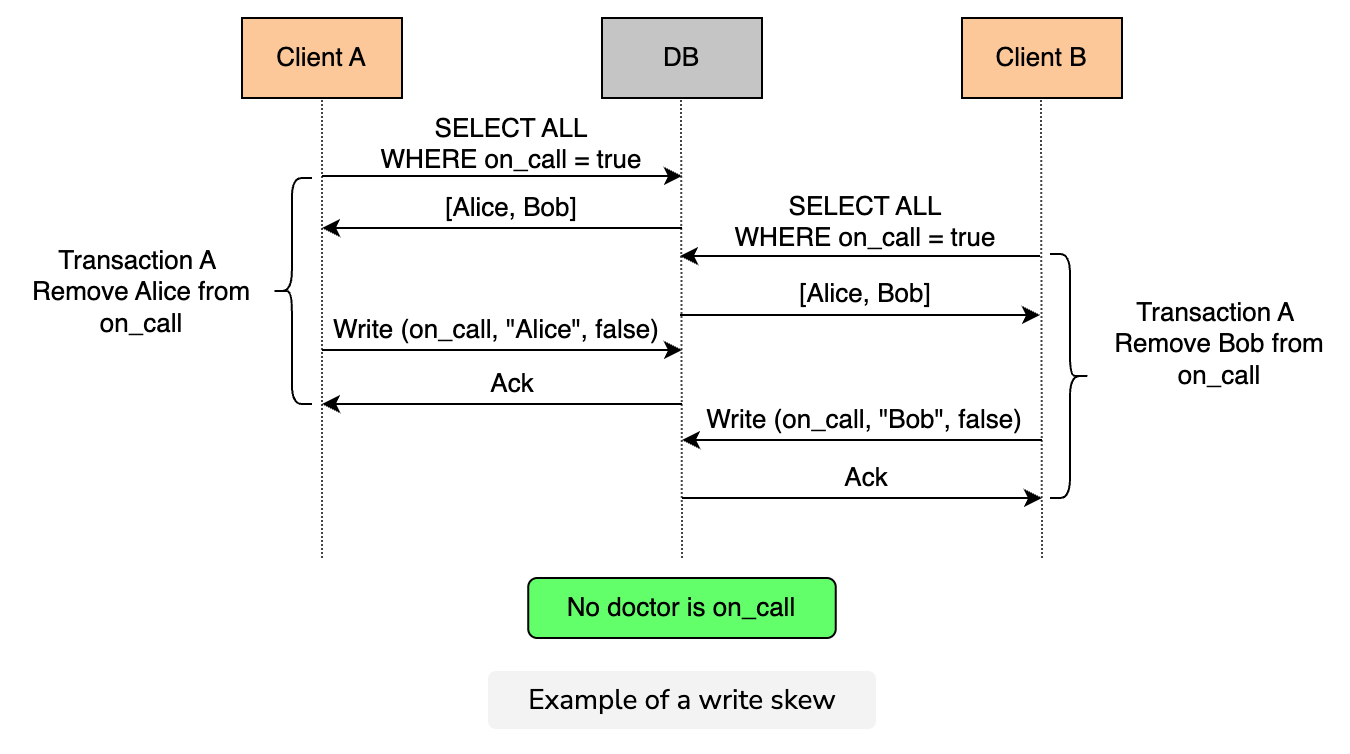 Client A
DB
Client B
SELECT ALL
WHERE on_call = true
[Alice, Bob]
SELECT ALL
WHERE on_call = true
Transaction A
Remove Alice from
on_call
[Alice, Bob]
Transaction A
Remove Bob from
on_call
Write (on_call, "Alice", false)
Ack
Write (on_call, "Bob", false)
Ack
No doctor is on_call
Example of a write skew